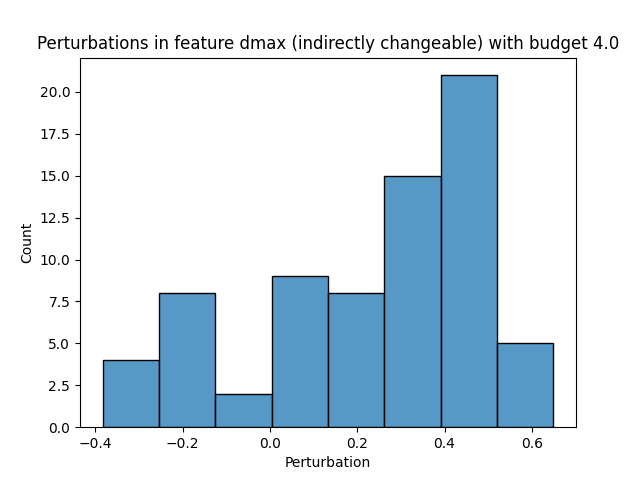 Perturbations in feature dmax (indirectly changeable) with budget 4.0
20.0
17.5
15.0
12.5
10.0
7.5
5.0
2.5
0.0
Count
−0.4 −0.2 0.0 0.2 0.4 0.6
Perturbation